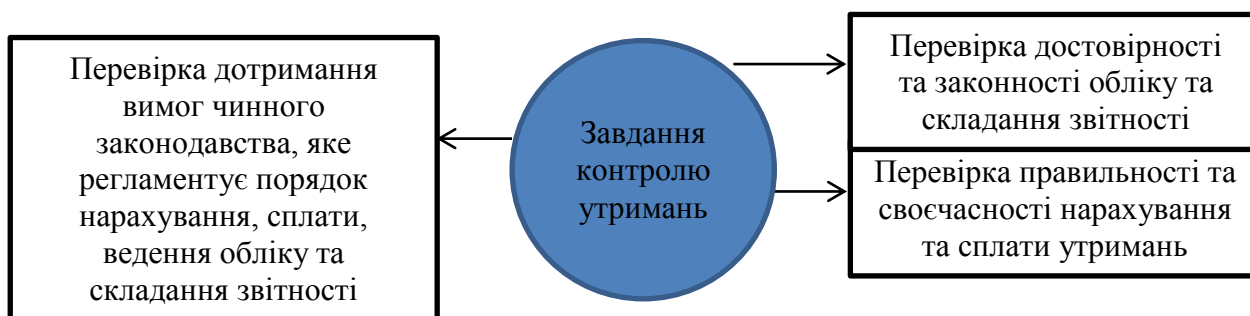 Перевірка дотримання
вимог чинного
законодавства, яке
регламентує порядок
нарахування, сплати,
ведення обліку та
складання звітності
Завдання
контролю
утримань
Перевірка достовірності
та законності обліку та
складання звітності
Перевірка правильності та
своєчасності нарахування
та сплати утримань